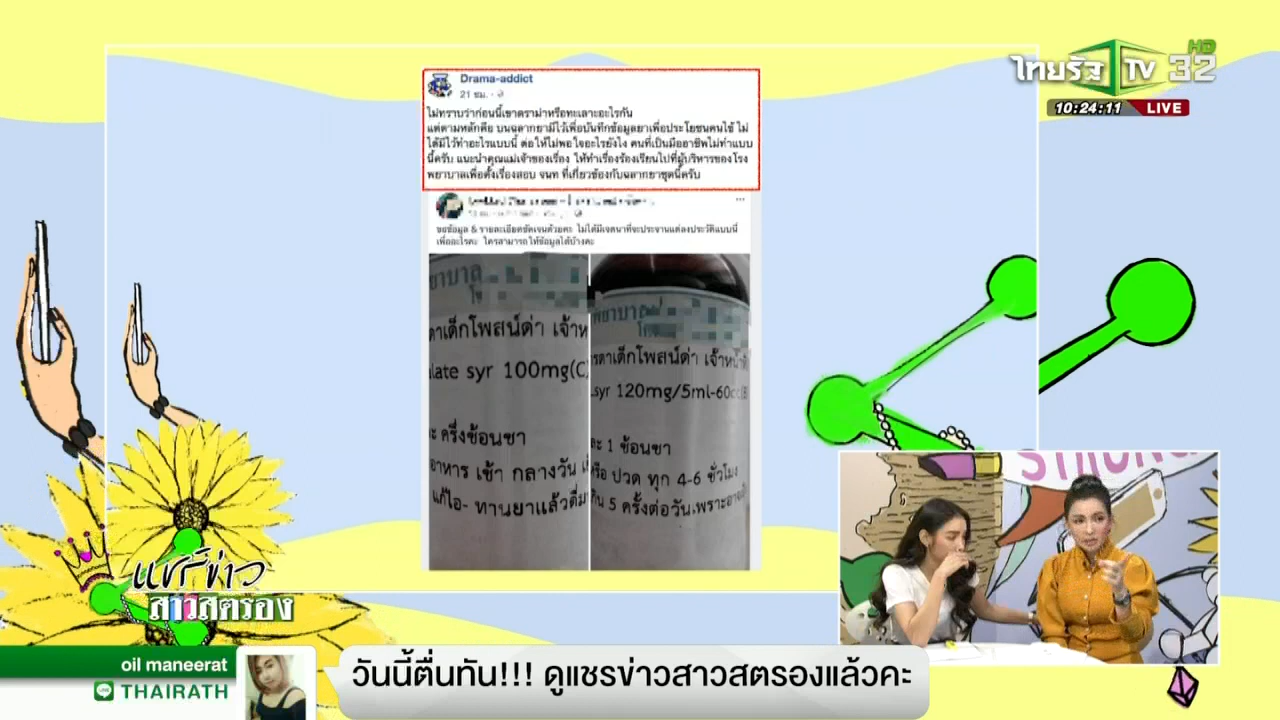 ไทยรัฐ TV 32 HD
10:24:11 LIVE
Drama-addict
21 ชม. ·
ไม่ทราบว่าก่อนนี้เขาดราม่าหรือทะเลาะอะไรกัน
แต่ตามหลักคือ บนฉลากยามีไว้เพื่อบันทึกข้อมูลยาเพื่อประโยชนคนไข้ ไม่
ได้มีไว้ทำอะไรแบบนี้ ต่อให้ไม่พอใจอะไรยังไง คนที่เป็นมืออาชีพไม่ทำแบบ
นี้ครับ แนะนำคุณแม่เจ้าของเรื่อง ให้ทำเรื่องร้องเรียนไปที่ผู้บริหารของโรง
พยาบาลเพื่อตั้งเรื่องสอบ จนท ที่เกี่ยวข้องกับฉลากยาชุดนี้ครับ
ขอข้อมูล & รายละเอียดชัดเจนด้วยคะ ไม่ได้มีเจตนาที่จะประจานแต่ลงประวัติแบบนี้
เพื่ออะไรคะ ใครสามารถให้ข้อมูลได้บ้างคะ
ยาบาล
ดาเด็กโพสน์ด่า เจ้าห
late syr 100mg(C
ะ ครึ่งช้อนชา
อาหาร เช้า กลางวัน
แก้ไอ- ทานยาแล้วดื่ม
พยาบาล
รดาเด็กโพสน์ด่า เจ้าหน้าที่
syr 120mg/5ml-60cc
ละ 1 ช้อนชา
รือ ปวด ทุก 4-6 ชั่วโมง
กิน 5 ครั้งต่อวัน,เพราะอาจ
STRONG
แชร์ข่าว
สาวสตรอง
oil maneerat
LINE THAIRATH
วันนี้ตื่นทัน!!! ดูแชรข่าวสาวสตรองแล้วคะ